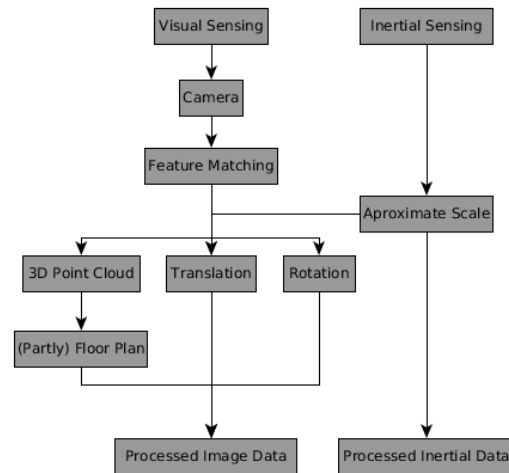 Visual Sensing
Inertial Sensing
Camera
Feature Matching
Aproximate Scale
3D Point Cloud
Translation
Rotation
(Partly) Floor Plan
Processed Image Data
Processed Inertial Data